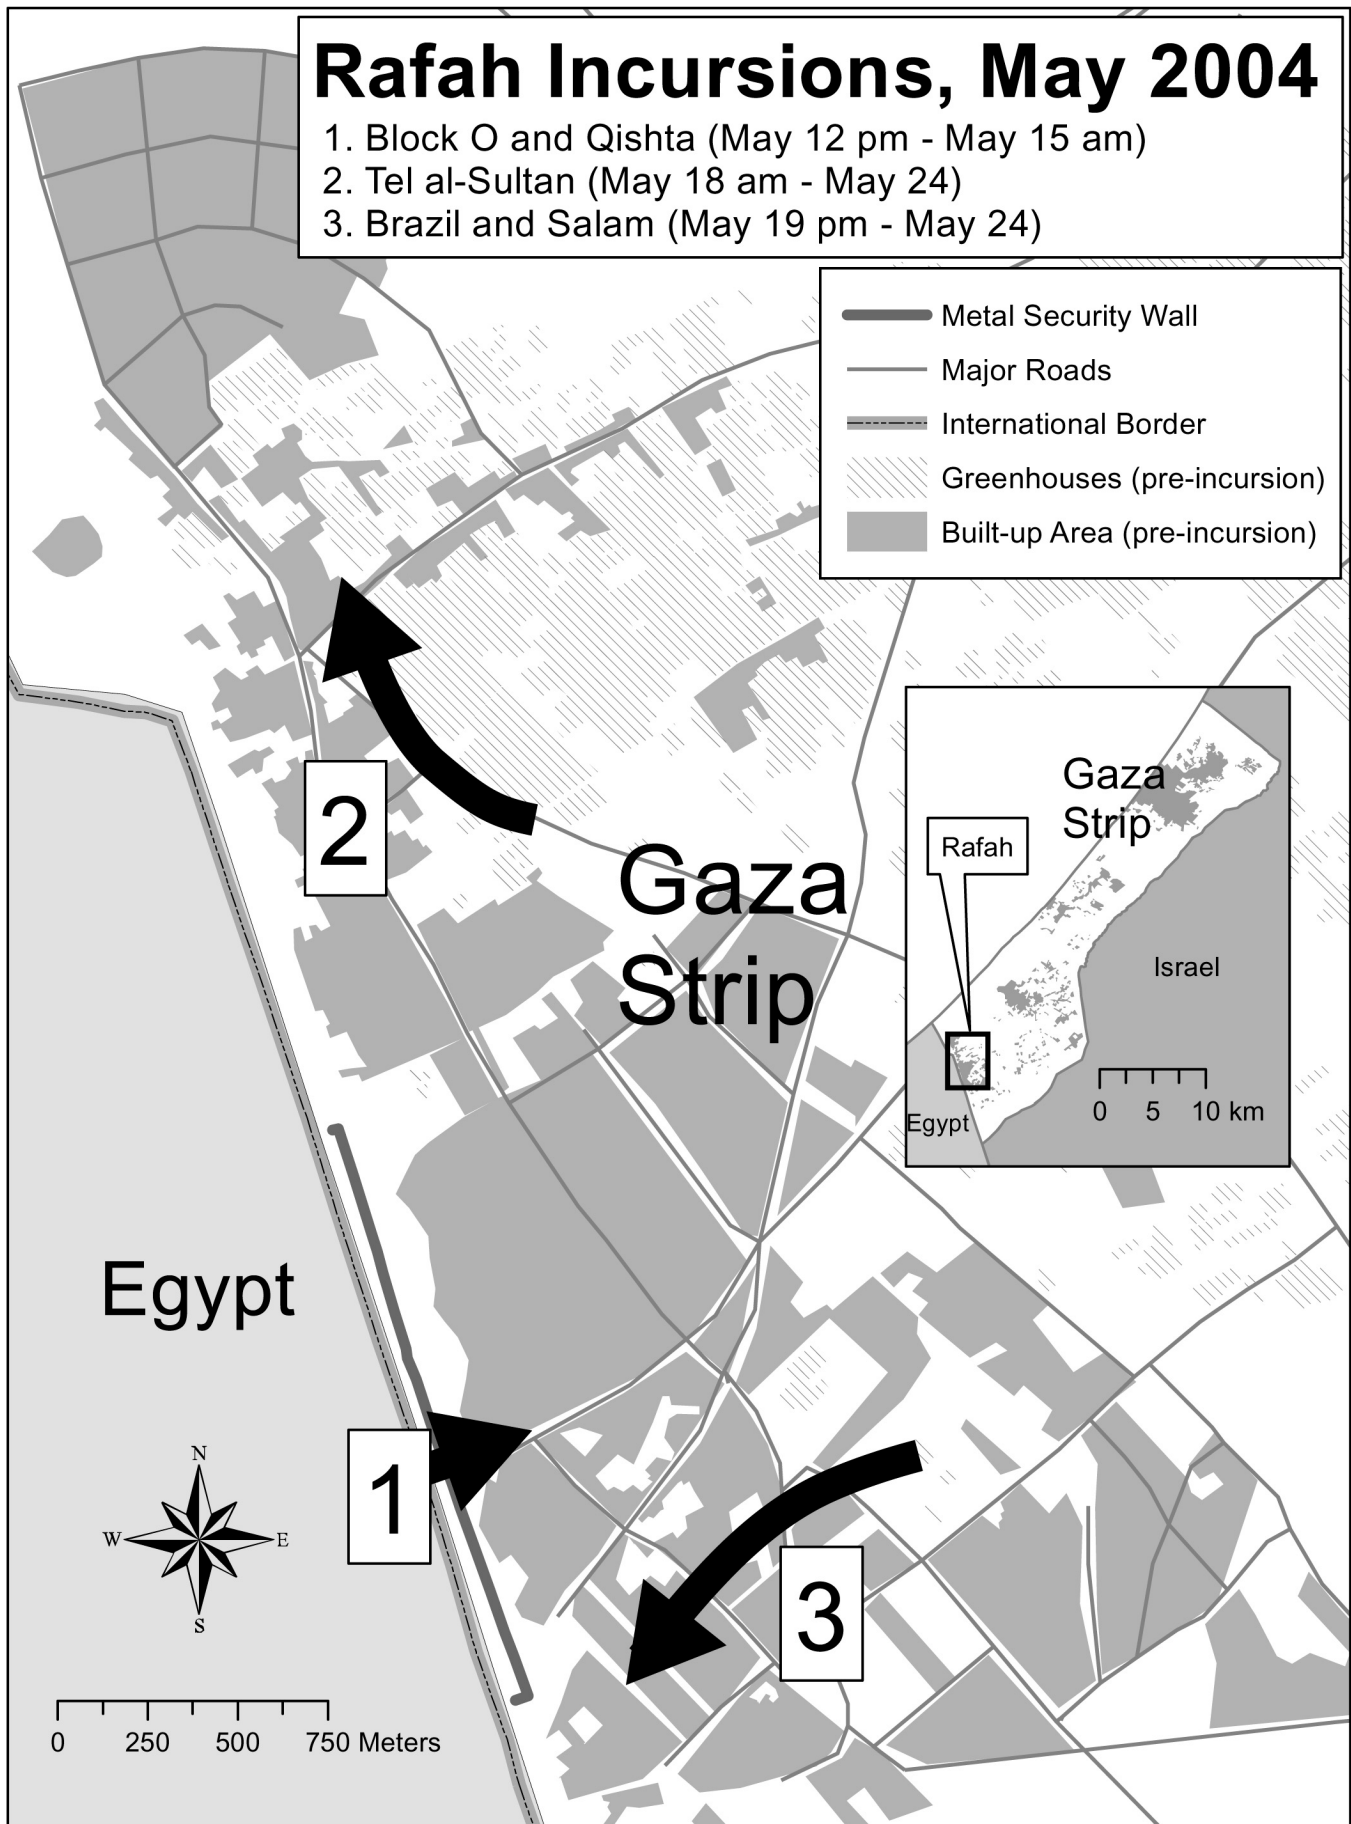 Rafah Incursions, May 2004
1. Block O and Qishta (May 12 pm - May 15 am)
2. Tel al-Sultan (May 18 am - May 24)
3. Brazil and Salam (May 19 pm - May 24)
Metal Security Wall
Major Roads
International Border
Greenhouses (pre-incursion)
Built-up Area (pre-incursion)
Gaza
Strip
Rafah
Israel
Egypt
0 5 10 km
2
Gaza
Strip
Egypt
1
3
N
W E
S
0 250 500 750 Meters